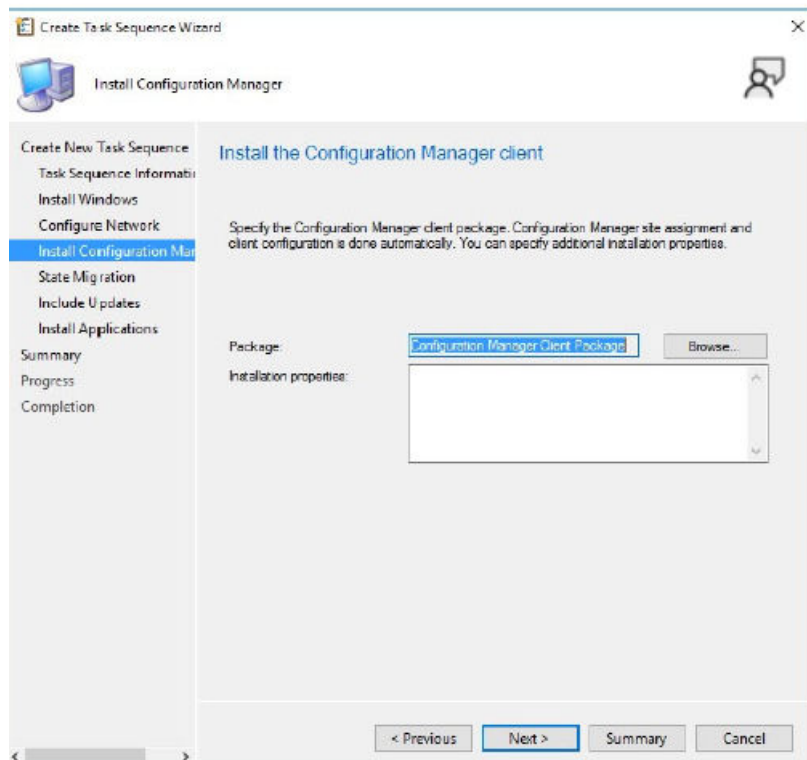 Create Task Sequence Wizard
Install Configuration Manager
Create New Task Sequence
Task Sequence Informati
Install Windows
Configure Network
Install Configuration Mar
State Migration
Include Updates
Install Applications
Summary
Progress
Completion
Install the Configuration Manager client
Specify the Configuration Manager client package. Configuration Manager site assignment and
client configuration is done automatically. You can specify additional installation properties.
Package:
Configuration Manager Client Package
Browse...
Installation properties:
< Previous
Next >
Summary
Cancel